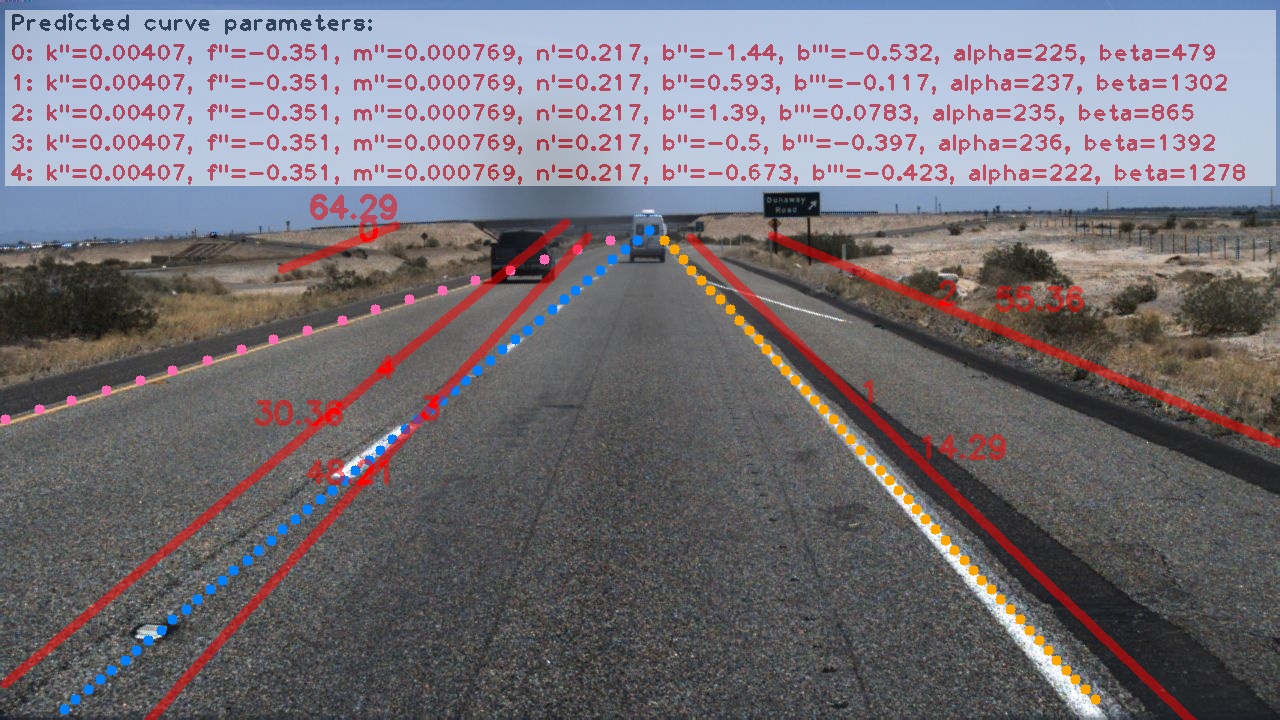 Predicted curve parameters:
0: k''=0.00407, f''=−0.351, m''=0.000769, n'=0.217, b''=−1.44, b'''=−0.532, alpha=225, beta=479
1: k''=0.00407, f''=−0.351, m''=0.000769, n'=0.217, b''=0.593, b'''=−0.117, alpha=237, beta=1302
2: k''=0.00407, f''=−0.351, m''=0.000769, n'=0.217, b''=1.39, b'''=0.0783, alpha=235, beta=865
3: k''=0.00407, f''=−0.351, m''=0.000769, n'=0.217, b''=−0.5, b'''=−0.397, alpha=236, beta=1392
4: k''=0.00407, f''=−0.351, m''=0.000769, n'=0.217, b''=−0.673, b'''=−0.423, alpha=222, beta=1278
64.29
0
Dunaway
Road
2
55.36
4
30.36
3
1
48.21
14.29